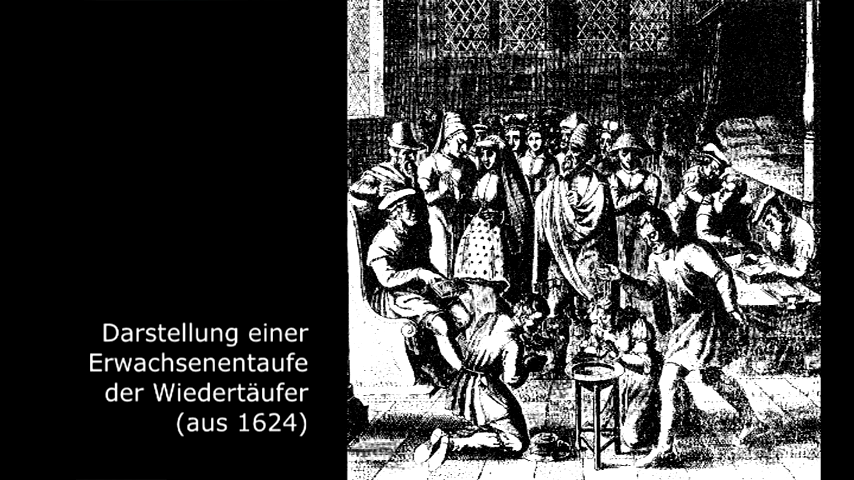 Darstellung einer
Erwachsenentaufe
der Wiedertäufer
(aus 1624)